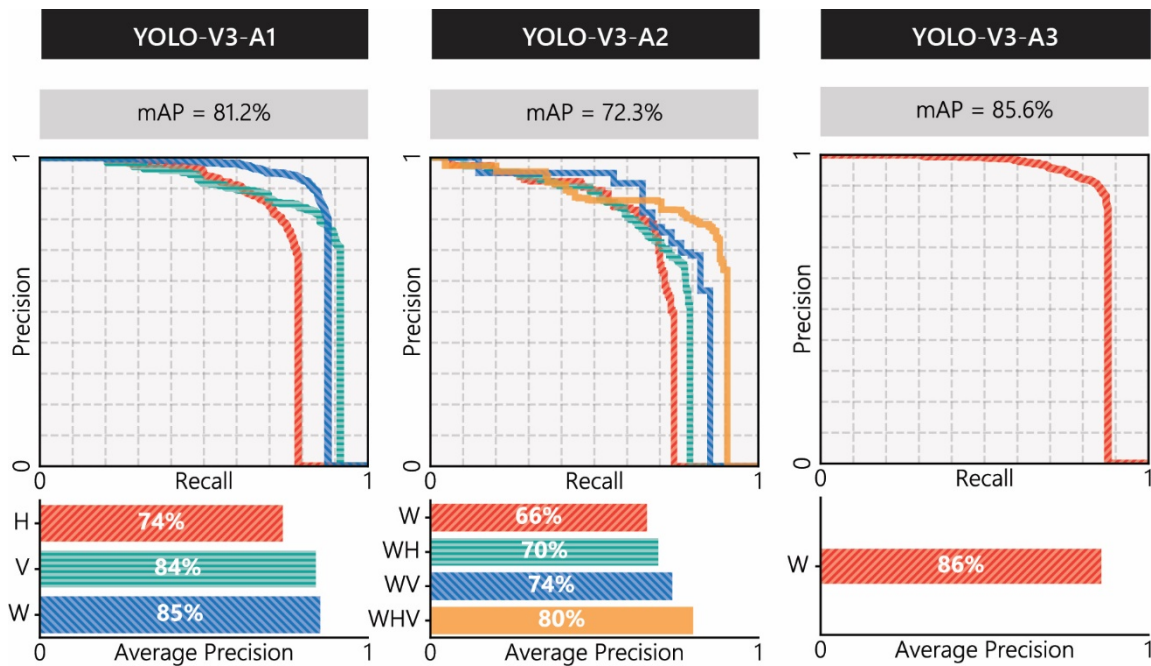 YOLO-V3-A1
mAP = 81.2%
1
Precision
0
0
Recall
1
H
74%
V
84%
W
85%
0
Average Precision
1
YOLO-V3-A2
mAP = 72.3%
1
Precision
0
0
Recall
1
W
66%
WH
70%
WV
74%
WHV
80%
0
Average Precision
1
YOLO-V3-A3
mAP = 85.6%
1
Precision
0
0
Recall
1
W
86%
0
Average Precision
1